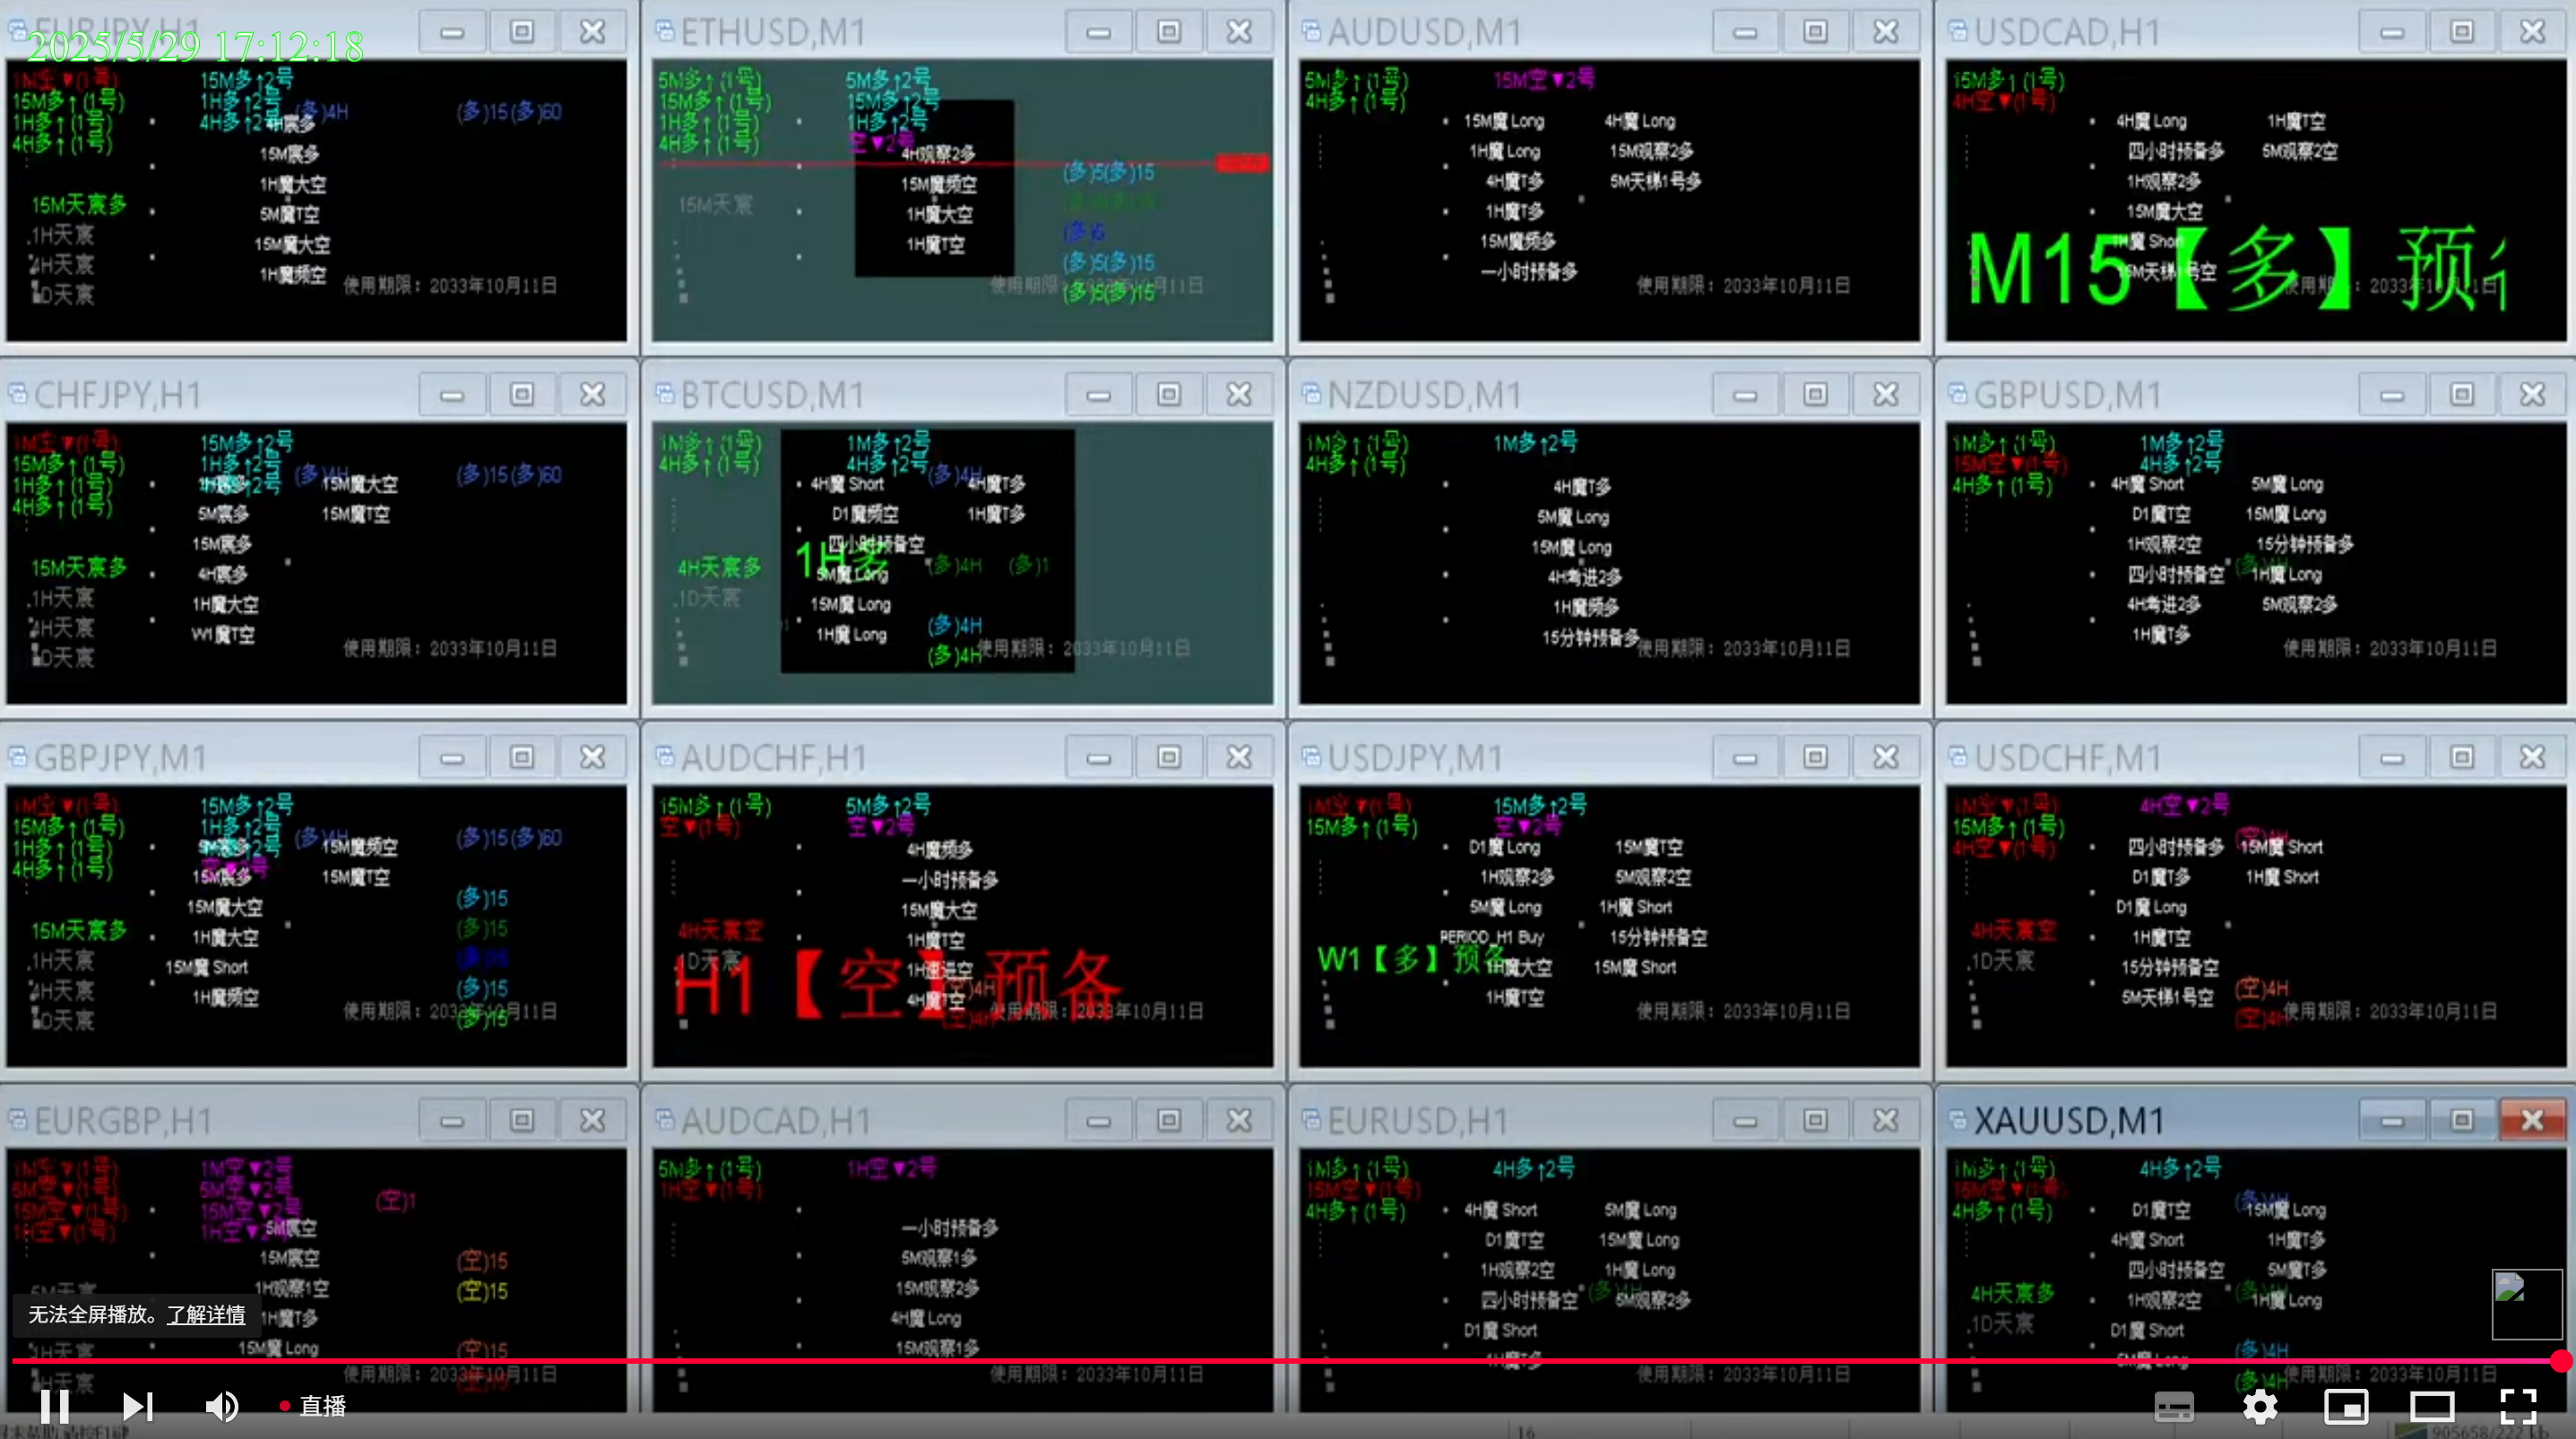 EURJPY,H1
2025/5/29 17:12:18
1M空▼(1号)
15M多↑(1号)
1H多↑(1号)
4H多↑(1号)
15M多↑2号
1H多↑2号
4H多↑2号
(多)4H
(多)15(多)60
4H宸多
15M宸多
1H魔大空
5M魔T空
15M魔大空
1H魔频空
15M天宸多
.1H天宸
4H天宸
D天宸
使用期限：2033年10月11日
ETHUSD,M1
5M多↑(1号)
15M多↑(1号)
1H多↑(1号)
4H多↑(1号)
5M多↑2号
15M多↑2号
1H多↑2号
空▼2号
4H观察2多
15M魔频空
1H魔大空
1H魔T空
15M天宸
(多)5(多)15
(多)5
(多)5(多)15
(多)5(多)15
使用期限：2033年10月11日
AUDUSD,M1
5M多↑(1号)
4H多↑(1号)
15M空▼2号
15M魔 Long
1H魔 Long
4H魔T多
1H魔T多
15M魔频多
一小时预备多
4H魔 Long
15M观察2多
5M天梯1号多
使用期限：2033年10月11日
USDCAD,H1
15M多↑(1号)
4H空▼(1号)
4H魔 Long
四小时预备多
1H观察2多
15M魔大空
1H魔 Short
15M天梯1号空
1H魔T空
5M观察2空
M15【多】预
CHFJPY,H1
1M空▼(1号)
15M多↑(1号)
1H多↑(1号)
4H多↑(1号)
15M多↑2号
1H多↑2号
4H多↑2号
(多)4H
(多)15(多)60
1H宸多
5M宸多
15M宸多
4H宸多
1H魔大空
W1魔T空
15M魔大空
15M魔T空
15M天宸多
.1H天宸
4H天宸
D天宸
使用期限：2033年10月11日
BTCUSD,M1
1M多↑(1号)
4H多↑(1号)
1M多↑2号
4H多↑2号
(多)4H
4H魔 Short
D1魔频空
四小时预备空
5M魔 Long
15M魔 Long
1H魔 Long
4H魔T多
1H魔T多
1H多
4H天宸多
.1D天宸
(多)4H
(多)1
(多)4H
(多)4H
使用期限：2033年10月11日
NZDUSD,M1
1M多↑(1号)
4H多↑(1号)
1M多↑2号
4H魔T多
5M魔 Long
15M魔 Long
4H考进2多
1H魔频多
15分钟预备多
使用期限：2033年10月11日
GBPUSD,M1
1M多↑(1号)
15M空▼(1号)
4H多↑(1号)
1M多↑2号
4H多↑2号
4H魔 Short
D1魔T空
1H观察2空
四小时预备空
4H考进2多
1H魔T多
5M魔 Long
15M魔 Long
15分钟预备多
1H魔 Long
5M观察2多
使用期限：2033年10月11日
GBPJPY,M1
1M空▼(1号)
15M多↑(1号)
1H多↑(1号)
4H多↑(1号)
15M多↑2号
1H多↑2号
空▼2号
(多)4H
(多)15(多)60
5M宸多
15M宸多
15M魔大空
1H魔大空
15M魔 Short
1H魔频空
15M魔频空
15M魔T空
15M天宸多
.1H天宸
4H天宸
D天宸
(多)15
(多)15
(多)15
(多)15
(多)15
使用期限：2033年10月11日
AUDCHF,H1
15M多↑(1号)
空▼(1号)
5M多↑2号
空▼2号
4H魔频多
一小时预备多
15M魔大空
1H魔T空
1H速进空
4H魔T空
4H天宸空
.1D天宸
H1【空】预备
使用期限：2033年10月11日
USDJPY,M1
1M空▼(1号)
15M多↑(1号)
15M多↑2号
空▼2号
D1魔 Long
1H观察2多
5M魔 Long
PERIOD_H1 Buy
1H魔大空
1H魔T空
15M魔T空
5M观察2空
1H魔 Short
15分钟预备空
15M魔 Short
W1【多】预备
使用期限：2033年10月11日
USDCHF,M1
1M空▼(1号)
15M多↑(1号)
4H空▼(1号)
4H空▼2号
(空)4H
四小时预备多
D1魔T多
D1魔 Long
1H魔T空
15分钟预备空
5M天梯1号空
15M魔 Short
1H魔 Short
4H天宸空
.1D天宸
(空)4H
(空)4H
使用期限：2033年10月11日
EURGBP,H1
1M空▼(1号)
5M空▼(1号)
15M空▼(1号)
1H空▼(1号)
1M空▼2号
5M空▼2号
15M空▼2号
1H空▼2号
(空)1
5M宸空
15M宸空
1H观察1空
1H魔T多
15M魔 Long
(空)15
(空)15
(空)15
5M天宸
使用期限：2033年10月11日
AUDCAD,H1
5M多↑(1号)
1H空▼(1号)
1H空▼2号
一小时预备多
5M观察1多
15M观察2多
4H魔 Long
15M观察1多
使用期限：2033年10月11日
EURUSD,H1
1M多↑(1号)
15M空▼(1号)
4H多↑(1号)
4H多↑2号
4H魔 Short
D1魔T空
1H观察2空
四小时预备空
D1魔 Short
1H魔T多
5M魔 Long
15M魔 Long
1H魔 Long
5M观察2多
使用期限：2033年10月11日
XAUUSD,M1
1M多↑(1号)
15M空▼(1号)
4H多↑(1号)
4H多↑2号
(多)4H
D1魔T空
4H魔 Short
四小时预备空
1H观察2空
D1魔 Short
5M魔 Long
15M魔 Long
1H魔T多
5M魔T多
1H魔 Long
4H天宸多
.1D天宸
(多)4H
(多)4H
使用期限：2033年10月11日
无法全屏播放。了解详情
直播
16
905658/222 kb